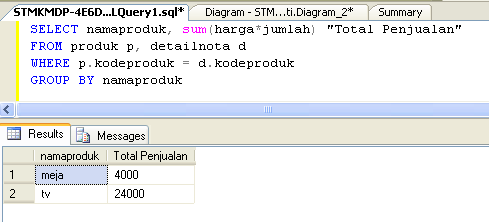 STMKMDP-4E6D...LQuery1.sql* Diagram - STM...ti.Diagram_2* Summary
SELECT namaproduk, sum(harga*jumlah) "Total Penjualan"
FROM produk p, detailnota d
WHERE p.kodeproduk = d.kodeproduk
GROUP BY namaproduk
Results Messages
namaproduk Total Penjualan
1 meja 4000
2 tv 24000